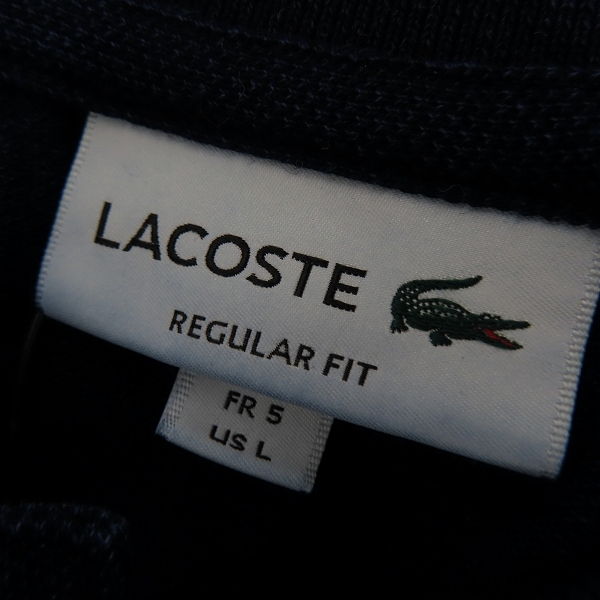 LACOSTE
REGULAR FIT
FR 5
US L